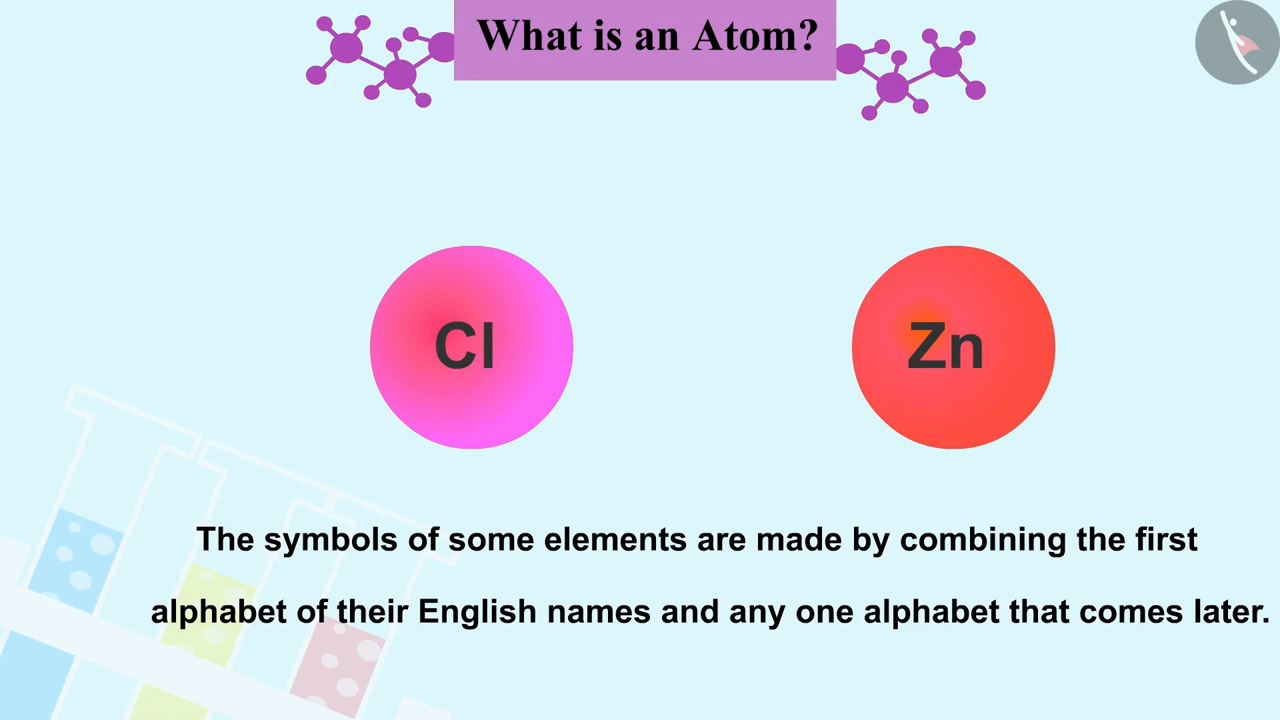 What is an Atom?
Cl
Zn
The symbols of some elements are made by combining the first
alphabet of their English names and any one alphabet that comes later.